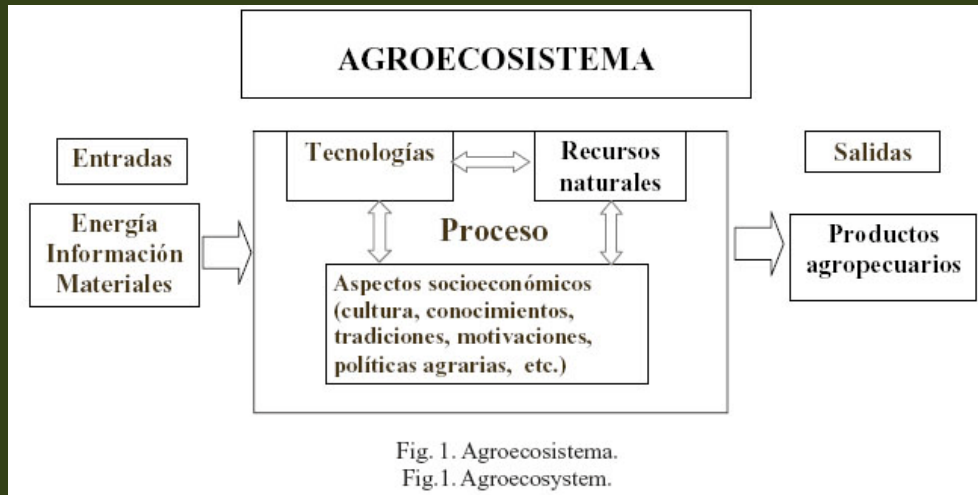 AGROECOSISTEMA
Entradas
Energía
Información
Materiales
Tecnologías
Recursos
naturales
Proceso
Aspectos socioeconómicos
(cultura, conocimientos,
tradiciones, motivaciones,
políticas agrarias, etc.)
Salidas
Productos
agropecuarios
Fig. 1. Agroecosistema.
Fig.1. Agroecosystem.